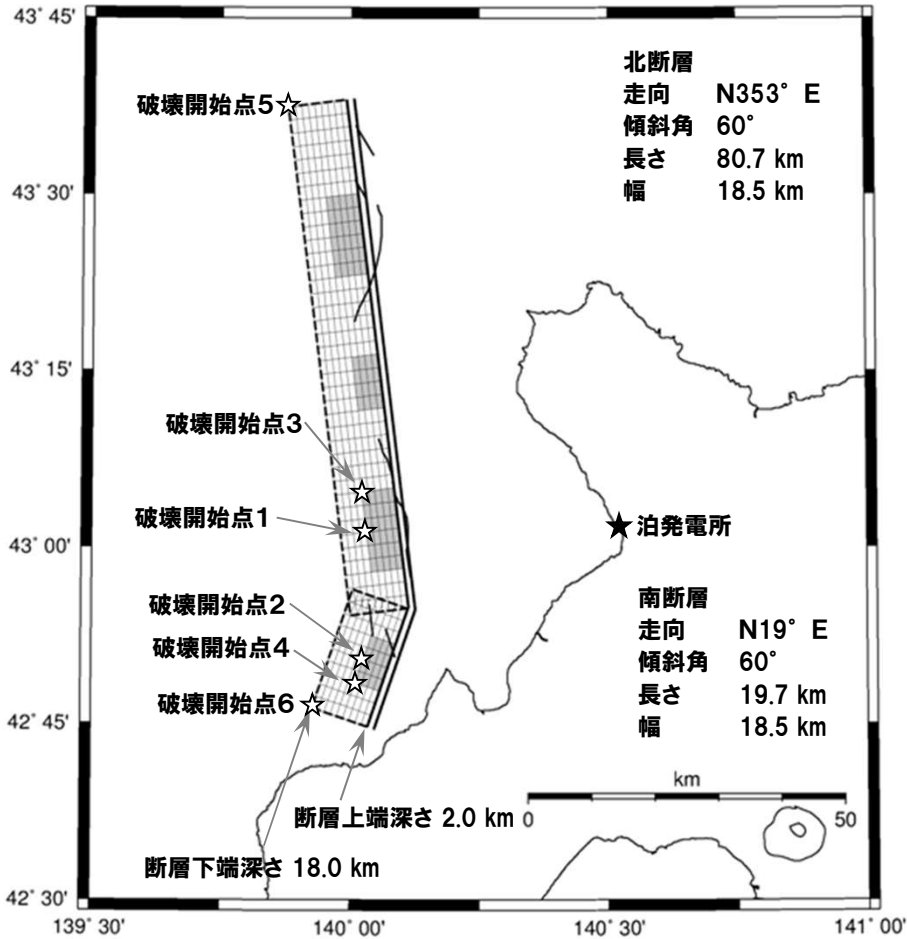 43° 45'
43° 30'
43° 15'
43° 00'
42° 45'
42° 30'
139° 30'
140° 00'
140° 30'
141° 00'
北断層
走向 N353° E
傾斜角 60°
長さ 80.7 km
幅 18.5 km
破壊開始点5
破壊開始点3
破壊開始点1
破壊開始点2
破壊開始点4
破壊開始点6
泊発電所
南断層
走向 N19° E
傾斜角 60°
長さ 19.7 km
幅 18.5 km
km
0 50
断層上端深さ 2.0 km
断層下端深さ 18.0 km